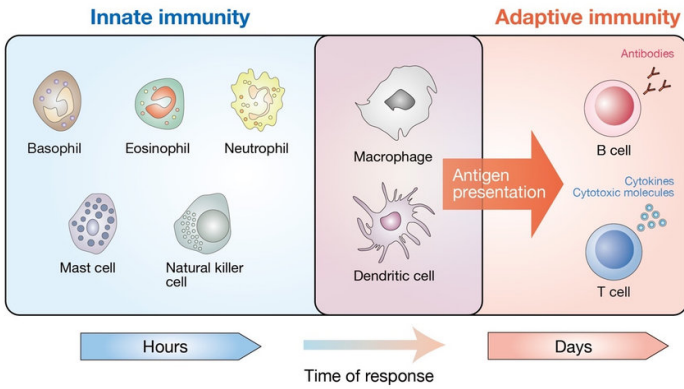 Innate immunity
Adaptive immunity
Basophil
Eosinophil
Neutrophil
Mast cell
Natural killer
cell
Macrophage
Dendritic cell
Antigen
presentation
Antibodies
B cell
Cytokines
Cytotoxic molecules
T cell
Hours
Time of response
Days